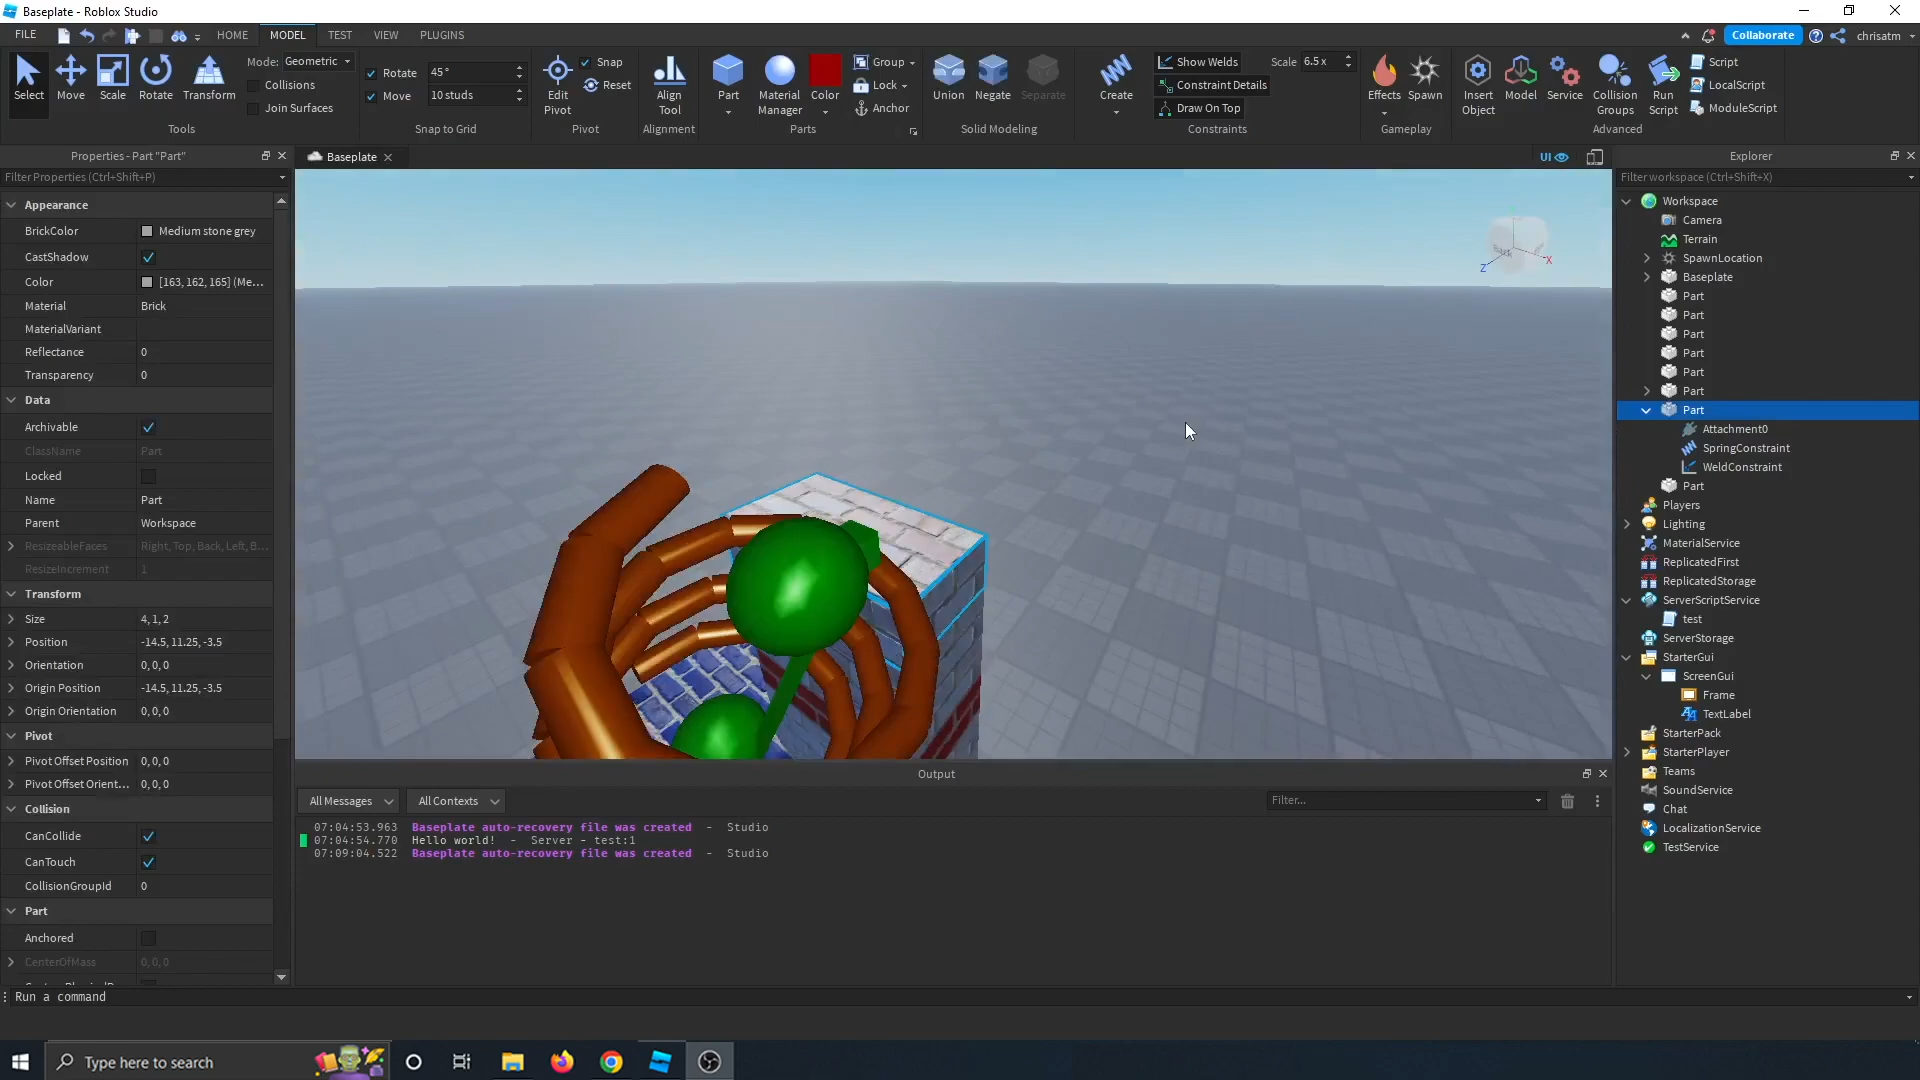 Baseplate - Roblox Studio
FILE HOME MODEL TEST VIEW PLUGINS
Collaborate chrisatm
Select Move Scale Rotate Transform
Mode: Geometric
Collisions
Join Surfaces
Tools
Rotate 45°
Move 10 studs
Snap to Grid
Edit Pivot
Snap
Reset
Pivot
Align Tool
Alignment
Part Material Manager Color
Group
Lock
Anchor
Parts
Union Negate Separate
Solid Modeling
Create
Show Welds
Constraint Details
Draw On Top
Scale 6.5 x
Constraints
Effects Spawn
Gameplay
Insert Object Model Service Collision Groups Run Script
Script
LocalScript
ModuleScript
Advanced
Properties - Part "Part"
Filter Properties (Ctrl+Shift+P)
Appearance
BrickColor Medium stone grey
CastShadow
Color [163, 162, 165] (Me...
Material Brick
MaterialVariant
Reflectance 0
Transparency 0
Data
Archivable
ClassName Part
Locked
Name Part
Parent Workspace
ResizeableFaces Right, Top, Back, Left, B...
ResizeIncrement 1
Transform
Size 4, 1, 2
Position -14.5, 11.25, -3.5
Orientation 0, 0, 0
Origin Position -14.5, 11.25, -3.5
Origin Orientation 0, 0, 0
Pivot
Pivot Offset Position 0, 0, 0
Pivot Offset Orient... 0, 0, 0
Collision
CanCollide
CanTouch
CollisionGroupId 0
Part
Anchored
CenterOfMass 0, 0, 0
Baseplate
UI
Z X
Output
All Messages All Contexts Filter...
07:04:53.963 Baseplate auto-recovery file was created - Studio
07:04:54.770 Hello world! - Server - test:1
07:09:04.522 Baseplate auto-recovery file was created - Studio
Explorer
Filter workspace (Ctrl+Shift+X)
Workspace
Camera
Terrain
SpawnLocation
Baseplate
Part
Part
Part
Part
Part
Part
Part
Attachment0
SpringConstraint
WeldConstraint
Part
Players
Lighting
MaterialService
ReplicatedFirst
ReplicatedStorage
ServerScriptService
test
ServerStorage
StarterGui
ScreenGui
Frame
TextLabel
StarterPack
StarterPlayer
Teams
SoundService
Chat
LocalizationService
TestService
Run a command
Type here to search